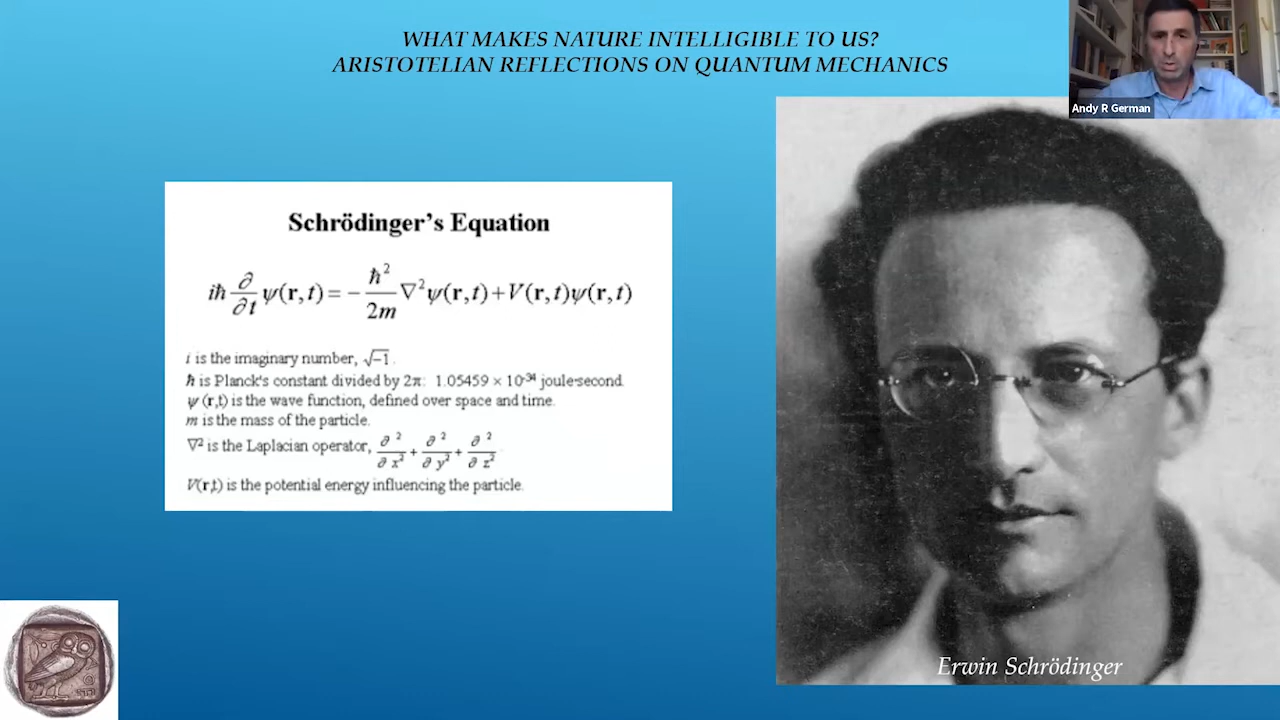 WHAT MAKES NATURE INTELLIGIBLE TO US?
ARISTOTELIAN REFLECTIONS ON QUANTUM MECHANICS
Andy R German
Schrödinger's Equation
iħ ∂/∂t ψ(r,t) = − ħ²/2m ∇²ψ(r,t) + V(r,t)ψ(r,t)
i is the imaginary number, √−1.
ħ is Planck's constant divided by 2π: 1.05459 × 10⁻³⁴ joule-second.
ψ (r,t) is the wave function, defined over space and time.
m is the mass of the particle.
∇² is the Laplacian operator, ∂²/∂x² + ∂²/∂y² + ∂²/∂z²
V(r,t) is the potential energy influencing the particle.
Erwin Schrödinger